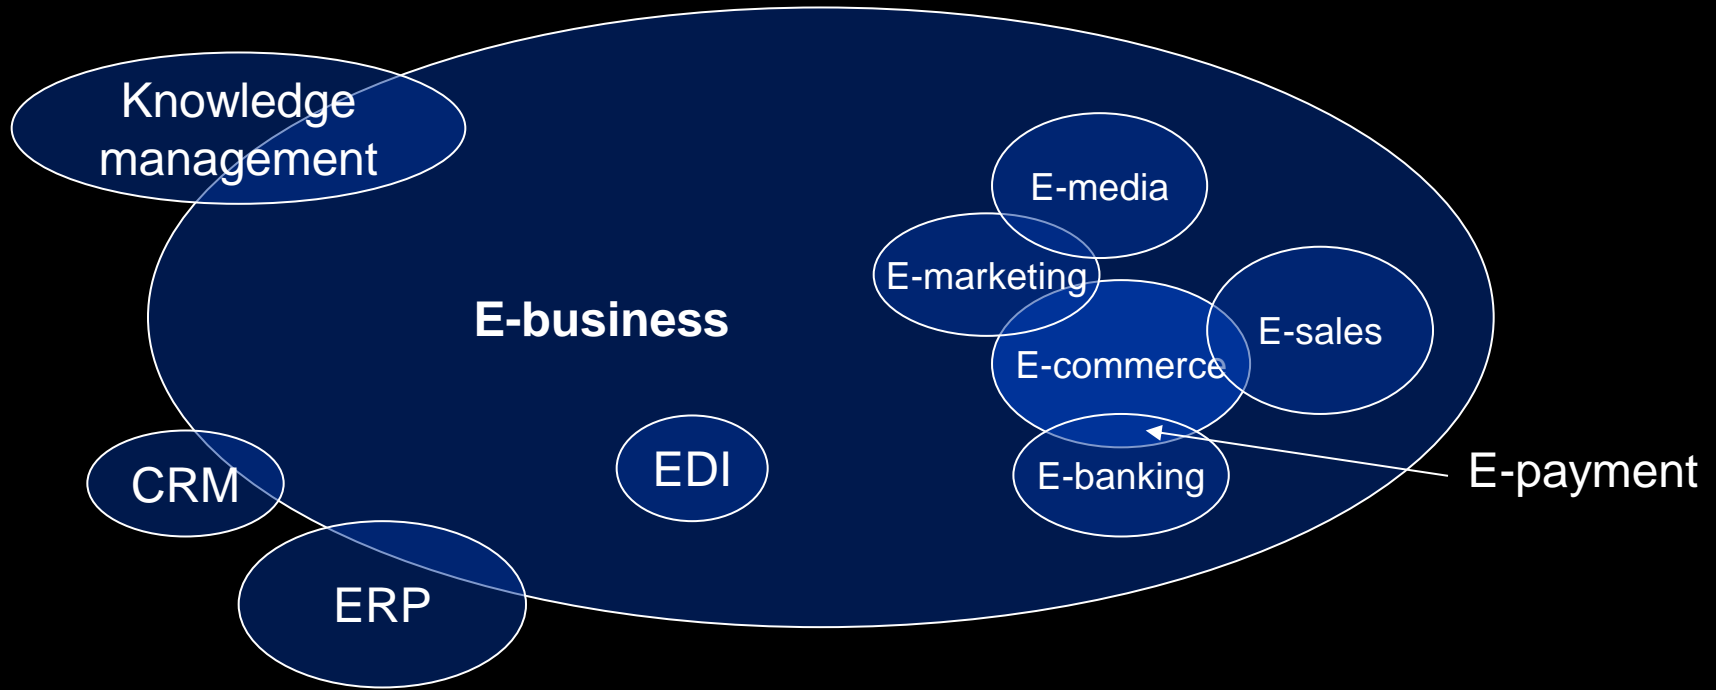 Knowledge
management
E-media
E-marketing
E-business
E-sales
E-commerce
EDI
CRM
E-banking
E-payment
ERP